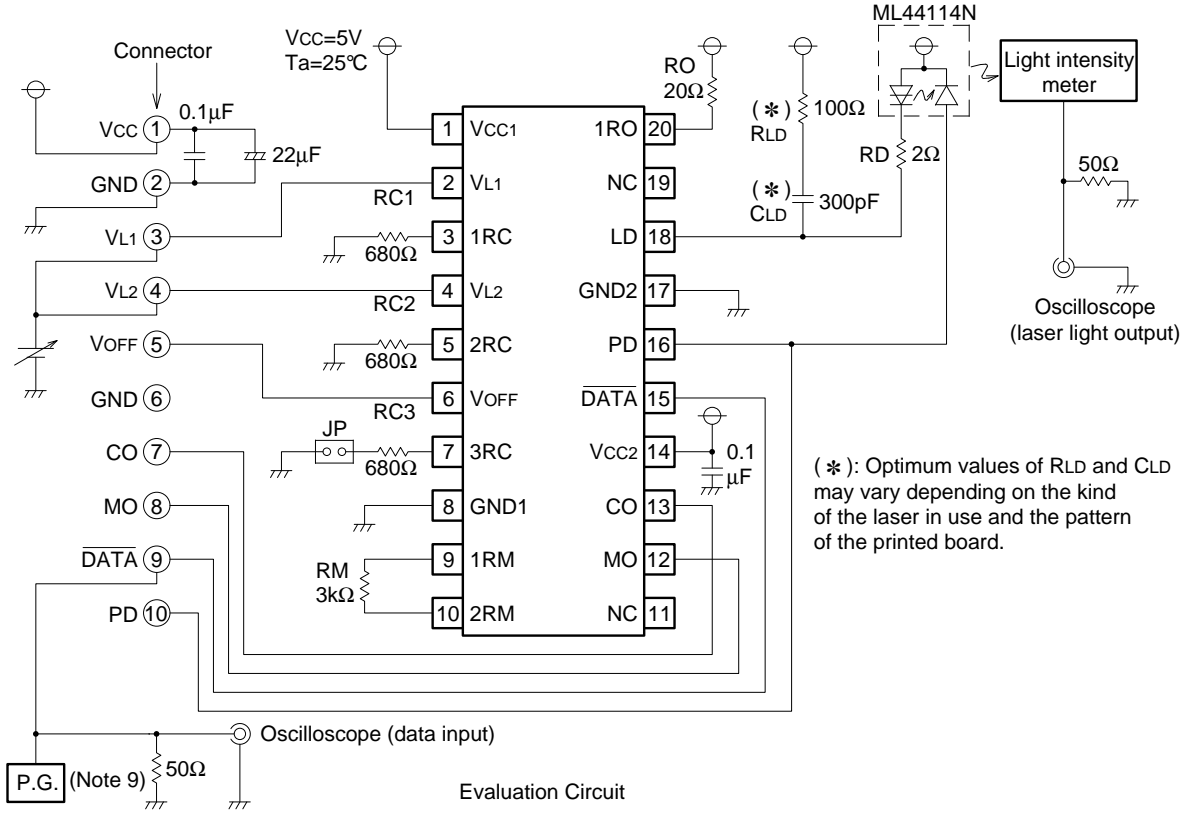 ML44114N
Connector
VCC=5V
Ta=25℃
Light intensity
meter
RO
20Ω
(*)
RLD
100Ω
RD 2Ω
50Ω
(*)
CLD
300pF
Oscilloscope
(laser light output)
VCC 1
0.1μF
22μF
GND 2
VL1 3
VL2 4
VOFF 5
GND 6
CO 7
MO 8
DATA 9
PD 10
RC1
680Ω
RC2
680Ω
RC3
JP
680Ω
RM
3kΩ
1 VCC1
2 VL1
3 1RC
4 VL2
5 2RC
6 VOFF
7 3RC
8 GND1
9 1RM
10 2RM
1RO 20
NC 19
LD 18
GND2 17
PD 16
DATA 15
VCC2 14
CO 13
MO 12
NC 11
0.1
μF
(*): Optimum values of RLD and CLD
may vary depending on the kind
of the laser in use and the pattern
of the printed board.
Oscilloscope (data input)
P.G. (Note 9)
50Ω
Evaluation Circuit